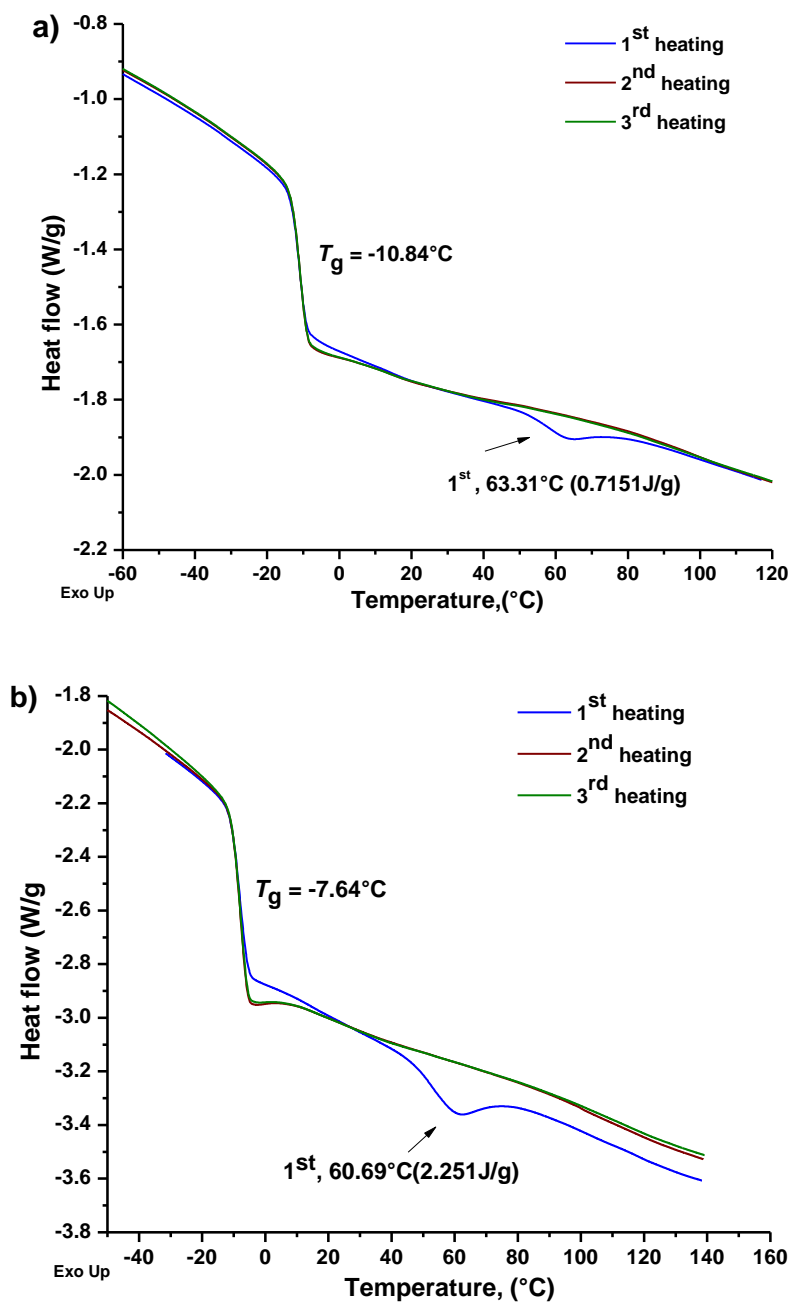 a)
-0.8
-1.0
-1.2
-1.4
-1.6
-1.8
-2.0
-2.2
Heat flow (W/g)
1st heating
2nd heating
3rd heating
Tg = -10.84°C
1st, 63.31°C (0.7151J/g)
-60 -40 -20 0 20 40 60 80 100 120
Exo Up
Temperature,(°C)
b)
-1.8
-2.0
-2.2
-2.4
-2.6
-2.8
-3.0
-3.2
-3.4
-3.6
-3.8
Heat flow (W/g
1st heating
2nd heating
3rd heating
Tg = -7.64°C
1st, 60.69°C(2.251J/g)
-40 -20 0 20 40 60 80 100 120 140 160
Exo Up
Temperature, (°C)